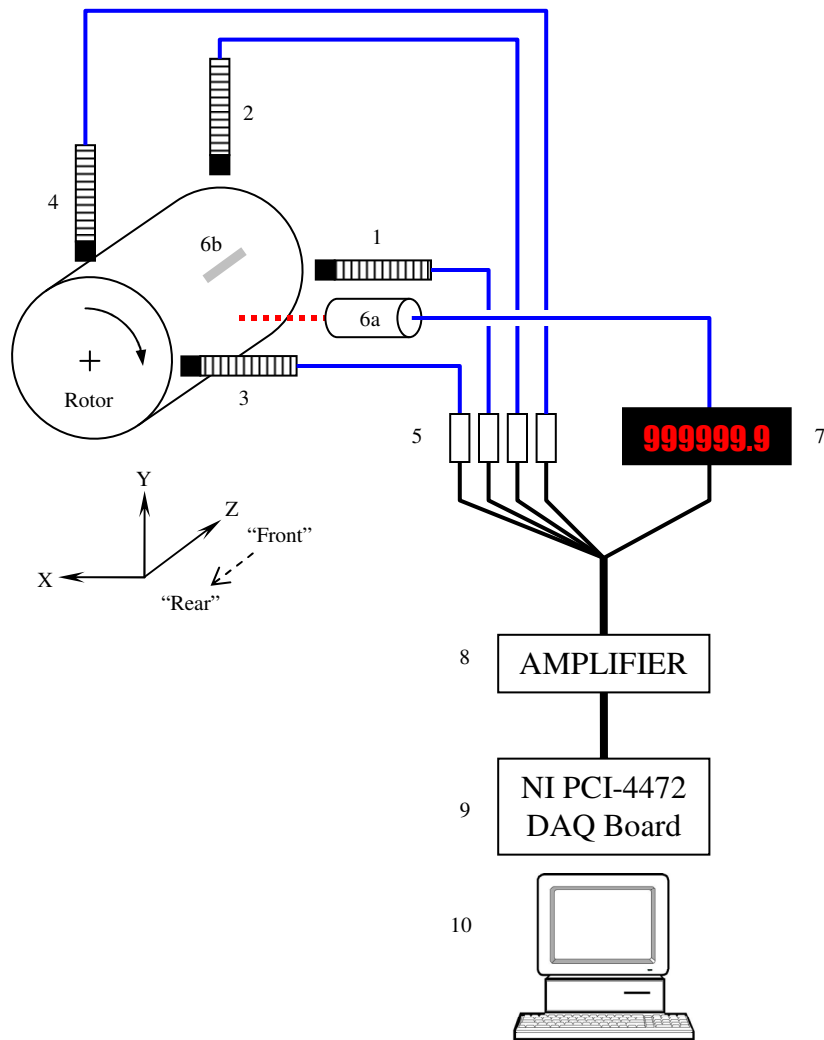 2
4
6b
1
6a
Rotor
3
5
999999.9
7
Y
Z
“Front”
X
“Rear”
8
AMPLIFIER
9
NI PCI-4472
DAQ Board
10